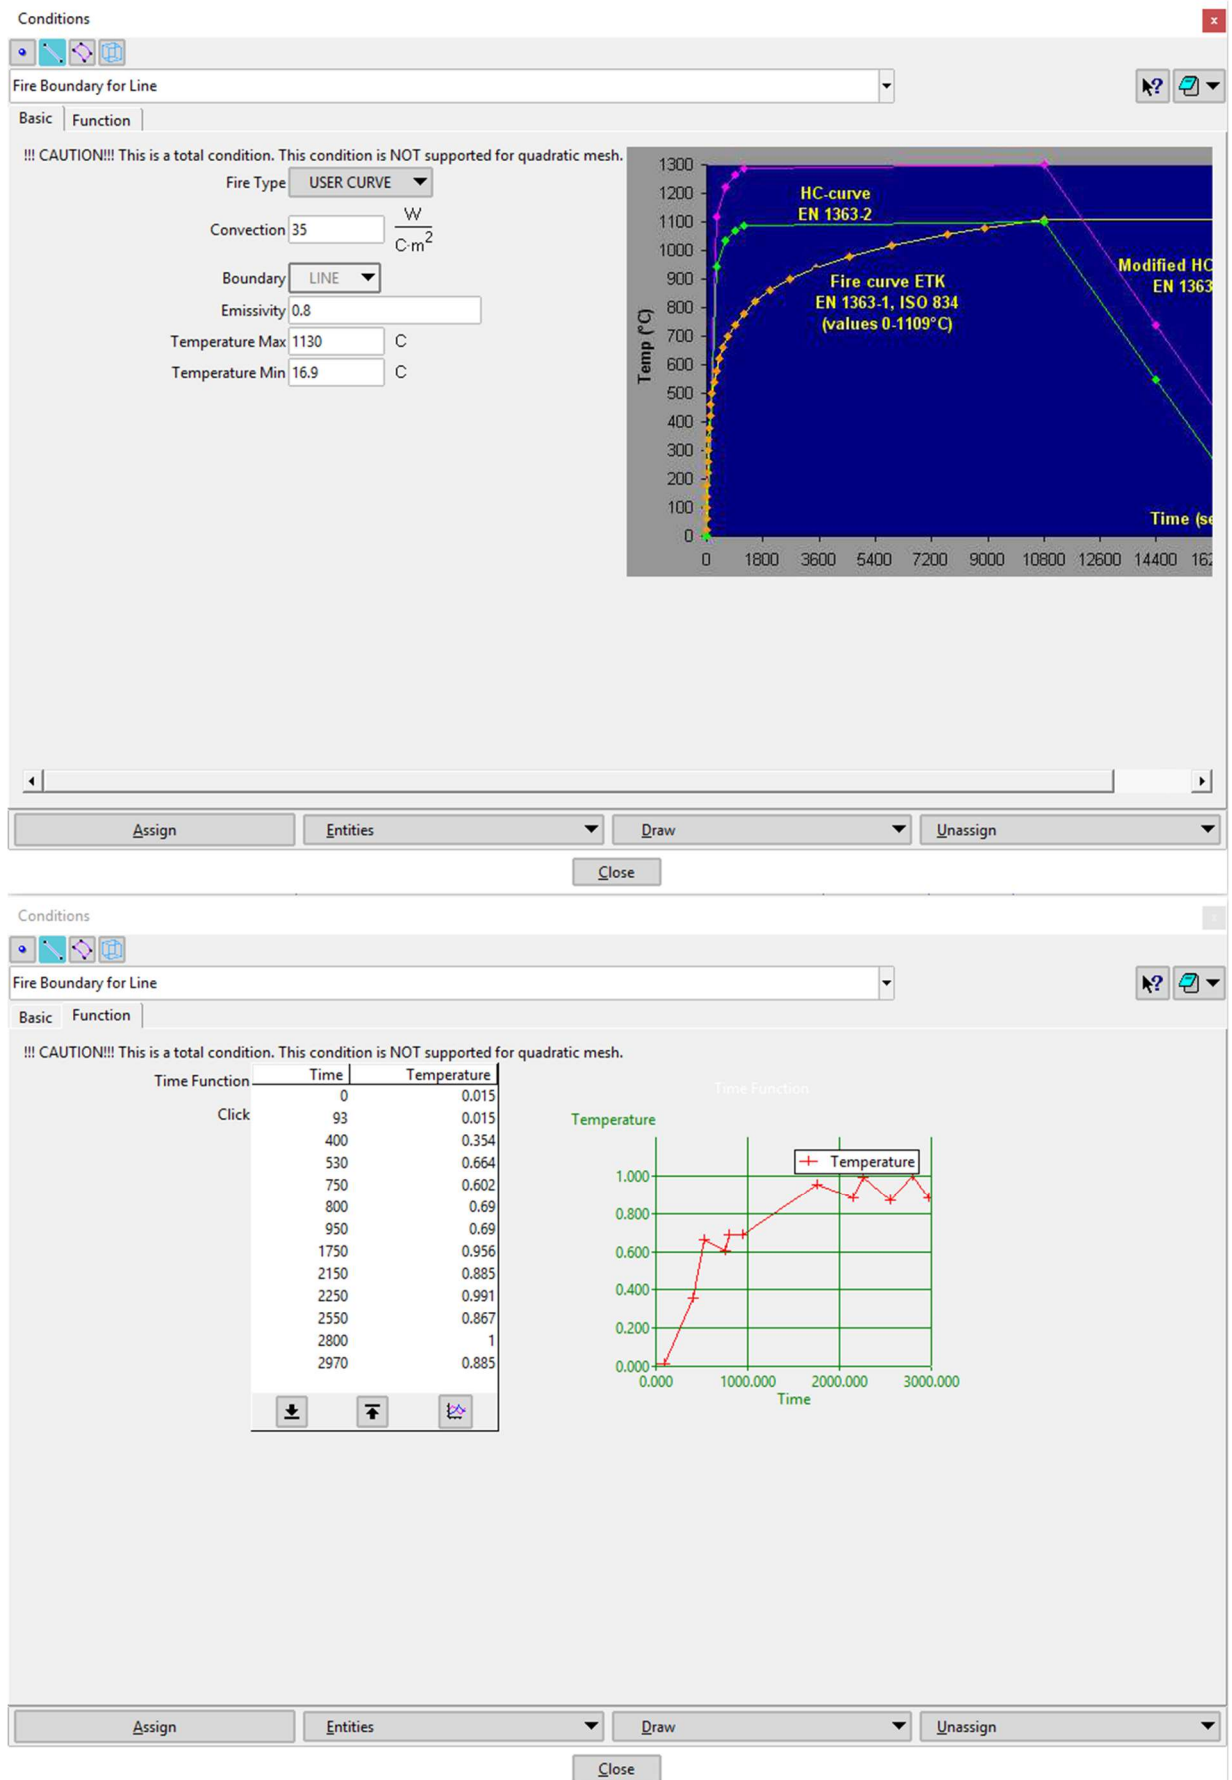 Conditions
x
Fire Boundary for Line
Basic Function
!!! CAUTION!!! This is a total condition. This condition is NOT supported for quadratic mesh.
Fire Type USER CURVE
Convection 35 W
C·m²
Boundary LINE
Emissivity 0.8
Temperature Max 1130 C
Temperature Min 16.9 C
1300
1200
1100
1000
900
800
700
600
500
400
300
200
100
0
Temp (°C)
HC-curve
EN 1363-2
Fire curve ETK
EN 1363-1, ISO 834
(values 0-1109°C)
Modified HC
EN 1363
Time (se
0 1800 3600 5400 7200 9000 10800 12600 14400 162
Assign Entities Draw Unassign
Close
Conditions
x
Fire Boundary for Line
Basic Function
!!! CAUTION!!! This is a total condition. This condition is NOT supported for quadratic mesh.
Time Function Time Temperature
Click
0 0.015
93 0.015
400 0.354
530 0.664
750 0.602
800 0.69
950 0.69
1750 0.956
2150 0.885
2250 0.991
2550 0.867
2800 1
2970 0.885
Time Function
Temperature
Temperature
1.000
0.800
0.600
0.400
0.200
0.000
0.000 1000.000 2000.000 3000.000
Time
Assign Entities Draw Unassign
Close